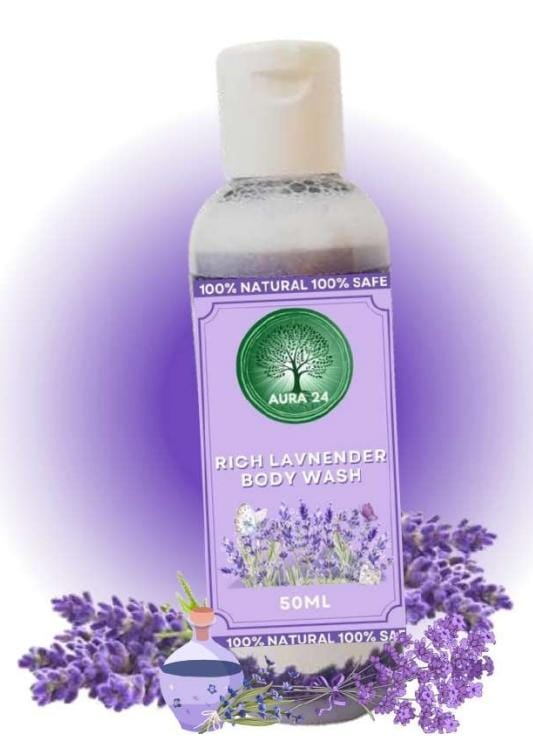 100% NATURAL 100% SAFE
AURA 24
RICH LAVNENDER
BODY WASH
50ML
100% NATURAL 100% SAF